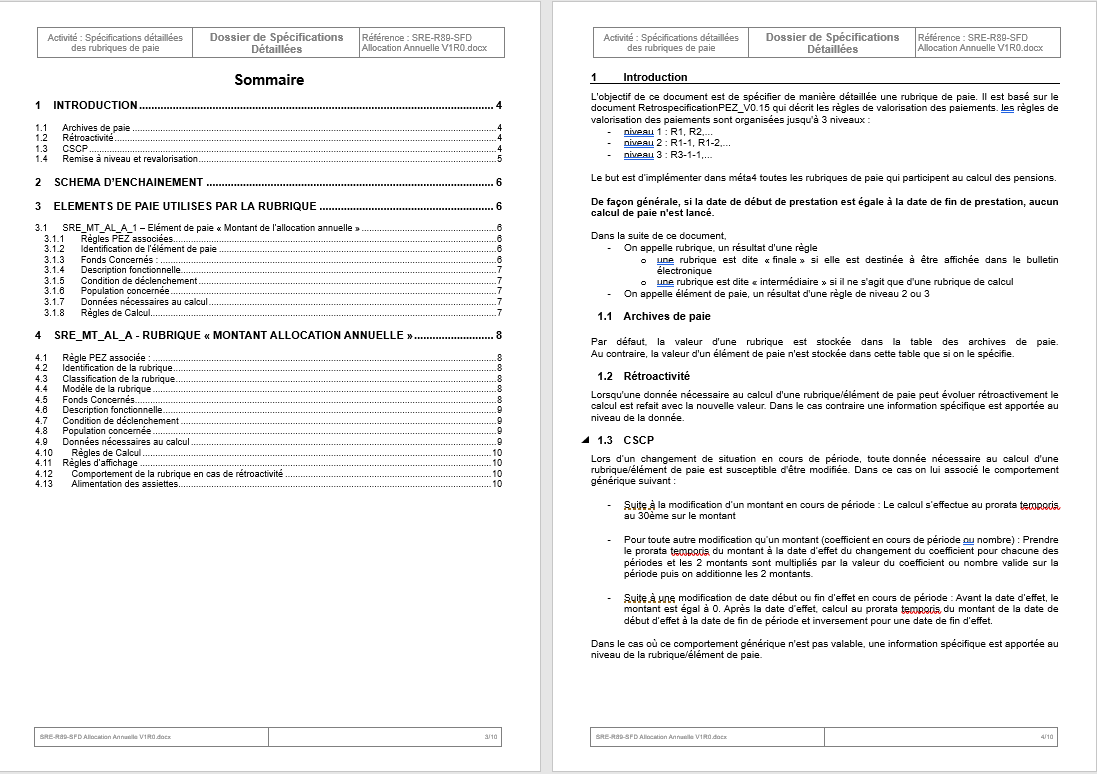 Activité : Spécifications détaillées
des rubriques de paie
Dossier de Spécifications
Détaillées
Référence : SRE-R89-SFD
Allocation Annuelle V1R0.docx
Sommaire
1 INTRODUCTION 4
1.1 Archives de paie 4
1.2 Rétroactivité 4
1.3 CSCP 4
1.4 Remise à niveau et revalorisation 5
2 SCHEMA D'ENCHAINEMENT 6
3 ELEMENTS DE PAIE UTILISES PAR LA RUBRIQUE 6
3.1 SRE_MT_AL_A_1 – Elément de paie « Montant de l'allocation annuelle » 6
3.1.1 Règles PEZ associées 6
3.1.2 Identification de l'élément de paie 6
3.1.3 Fonds Concernés : 6
3.1.4 Description fonctionnelle 7
3.1.5 Condition de déclenchement 7
3.1.6 Population concernée 7
3.1.7 Données nécessaires au calcul 7
3.1.8 Règles de Calcul 7
4 SRE_MT_AL_A - RUBRIQUE « MONTANT ALLOCATION ANNUELLE » 8
4.1 Règle PEZ associée : 8
4.2 Identification de la rubrique 8
4.3 Classification de la rubrique 8
4.4 Modèle de la rubrique 8
4.5 Fonds Concernés 8
4.6 Description fonctionnelle 9
4.7 Condition de déclenchement 9
4.8 Population concernée 9
4.9 Données nécessaires au calcul 9
4.10 Règles de Calcul 10
4.11 Règles d'affichage 10
4.12 Comportement de la rubrique en cas de rétroactivité 10
4.13 Alimentation des assiettes 10
SRE-R89-SFD Allocation Annuelle V1R0.docx
3/10
Activité : Spécifications détaillées
des rubriques de paie
Dossier de Spécifications
Détaillées
Référence : SRE-R89-SFD
Allocation Annuelle V1R0.docx
1 Introduction
L'objectif de ce document est de spécifier de manière détaillée une rubrique de paie. Il est basé sur le
document RetrospecificationPEZ_V0.15 qui décrit les règles de valorisation des paiements. les règles de
valorisation des paiements sont organisées jusqu'à 3 niveaux :
- niveau 1 : R1, R2,...
- niveau 2 : R1-1, R1-2,...
- niveau 3 : R3-1-1,...
Le but est d'implémenter dans méta4 toutes les rubriques de paie qui participent au calcul des pensions.
De façon générale, si la date de début de prestation est égale à la date de fin de prestation, aucun
calcul de paie n'est lancé.
Dans la suite de ce document,
- On appelle rubrique, un résultat d'une règle
o une rubrique est dite « finale » si elle est destinée à être affichée dans le bulletin
électronique
o une rubrique est dite « intermédiaire » si il ne s'agit que d'une rubrique de calcul
- On appelle élément de paie, un résultat d'une règle de niveau 2 ou 3
1.1 Archives de paie
Par défaut, la valeur d'une rubrique est stockée dans la table des archives de paie.
Au contraire, la valeur d'un élément de paie n'est stockée dans cette table que si on le spécifie.
1.2 Rétroactivité
Lorsqu'une donnée nécessaire au calcul d'une rubrique/élément de paie peut évoluer rétroactivement le
calcul est refait avec la nouvelle valeur. Dans le cas contraire une information spécifique est apportée au
niveau de la donnée.
1.3 CSCP
Lors d'un changement de situation en cours de période, toute donnée nécessaire au calcul d'une
rubrique/élément de paie est susceptible d'être modifiée. Dans ce cas on lui associé le comportement
générique suivant :
- Suite à la modification d'un montant en cours de période : Le calcul s'effectue au prorata temporis
au 30ème sur le montant
- Pour toute autre modification qu'un montant (coefficient en cours de période ou nombre) : Prendre
le prorata temporis du montant à la date d'effet du changement du coefficient pour chacune des
périodes et les 2 montants sont multipliés par la valeur du coefficient ou nombre valide sur la
période puis on additionne les 2 montants.
- Suite à une modification de date début ou fin d'effet en cours de période : Avant la date d'effet, le
montant est égal à 0. Après la date d'effet, calcul au prorata temporis du montant de la date de
début d'effet à la date de fin de période et inversement pour une date de fin d'effet.
Dans le cas où ce comportement générique n'est pas valable, une information spécifique est apportée au
niveau de la rubrique/élément de paie.
SRE-R89-SFD Allocation Annuelle V1R0.docx
4/10